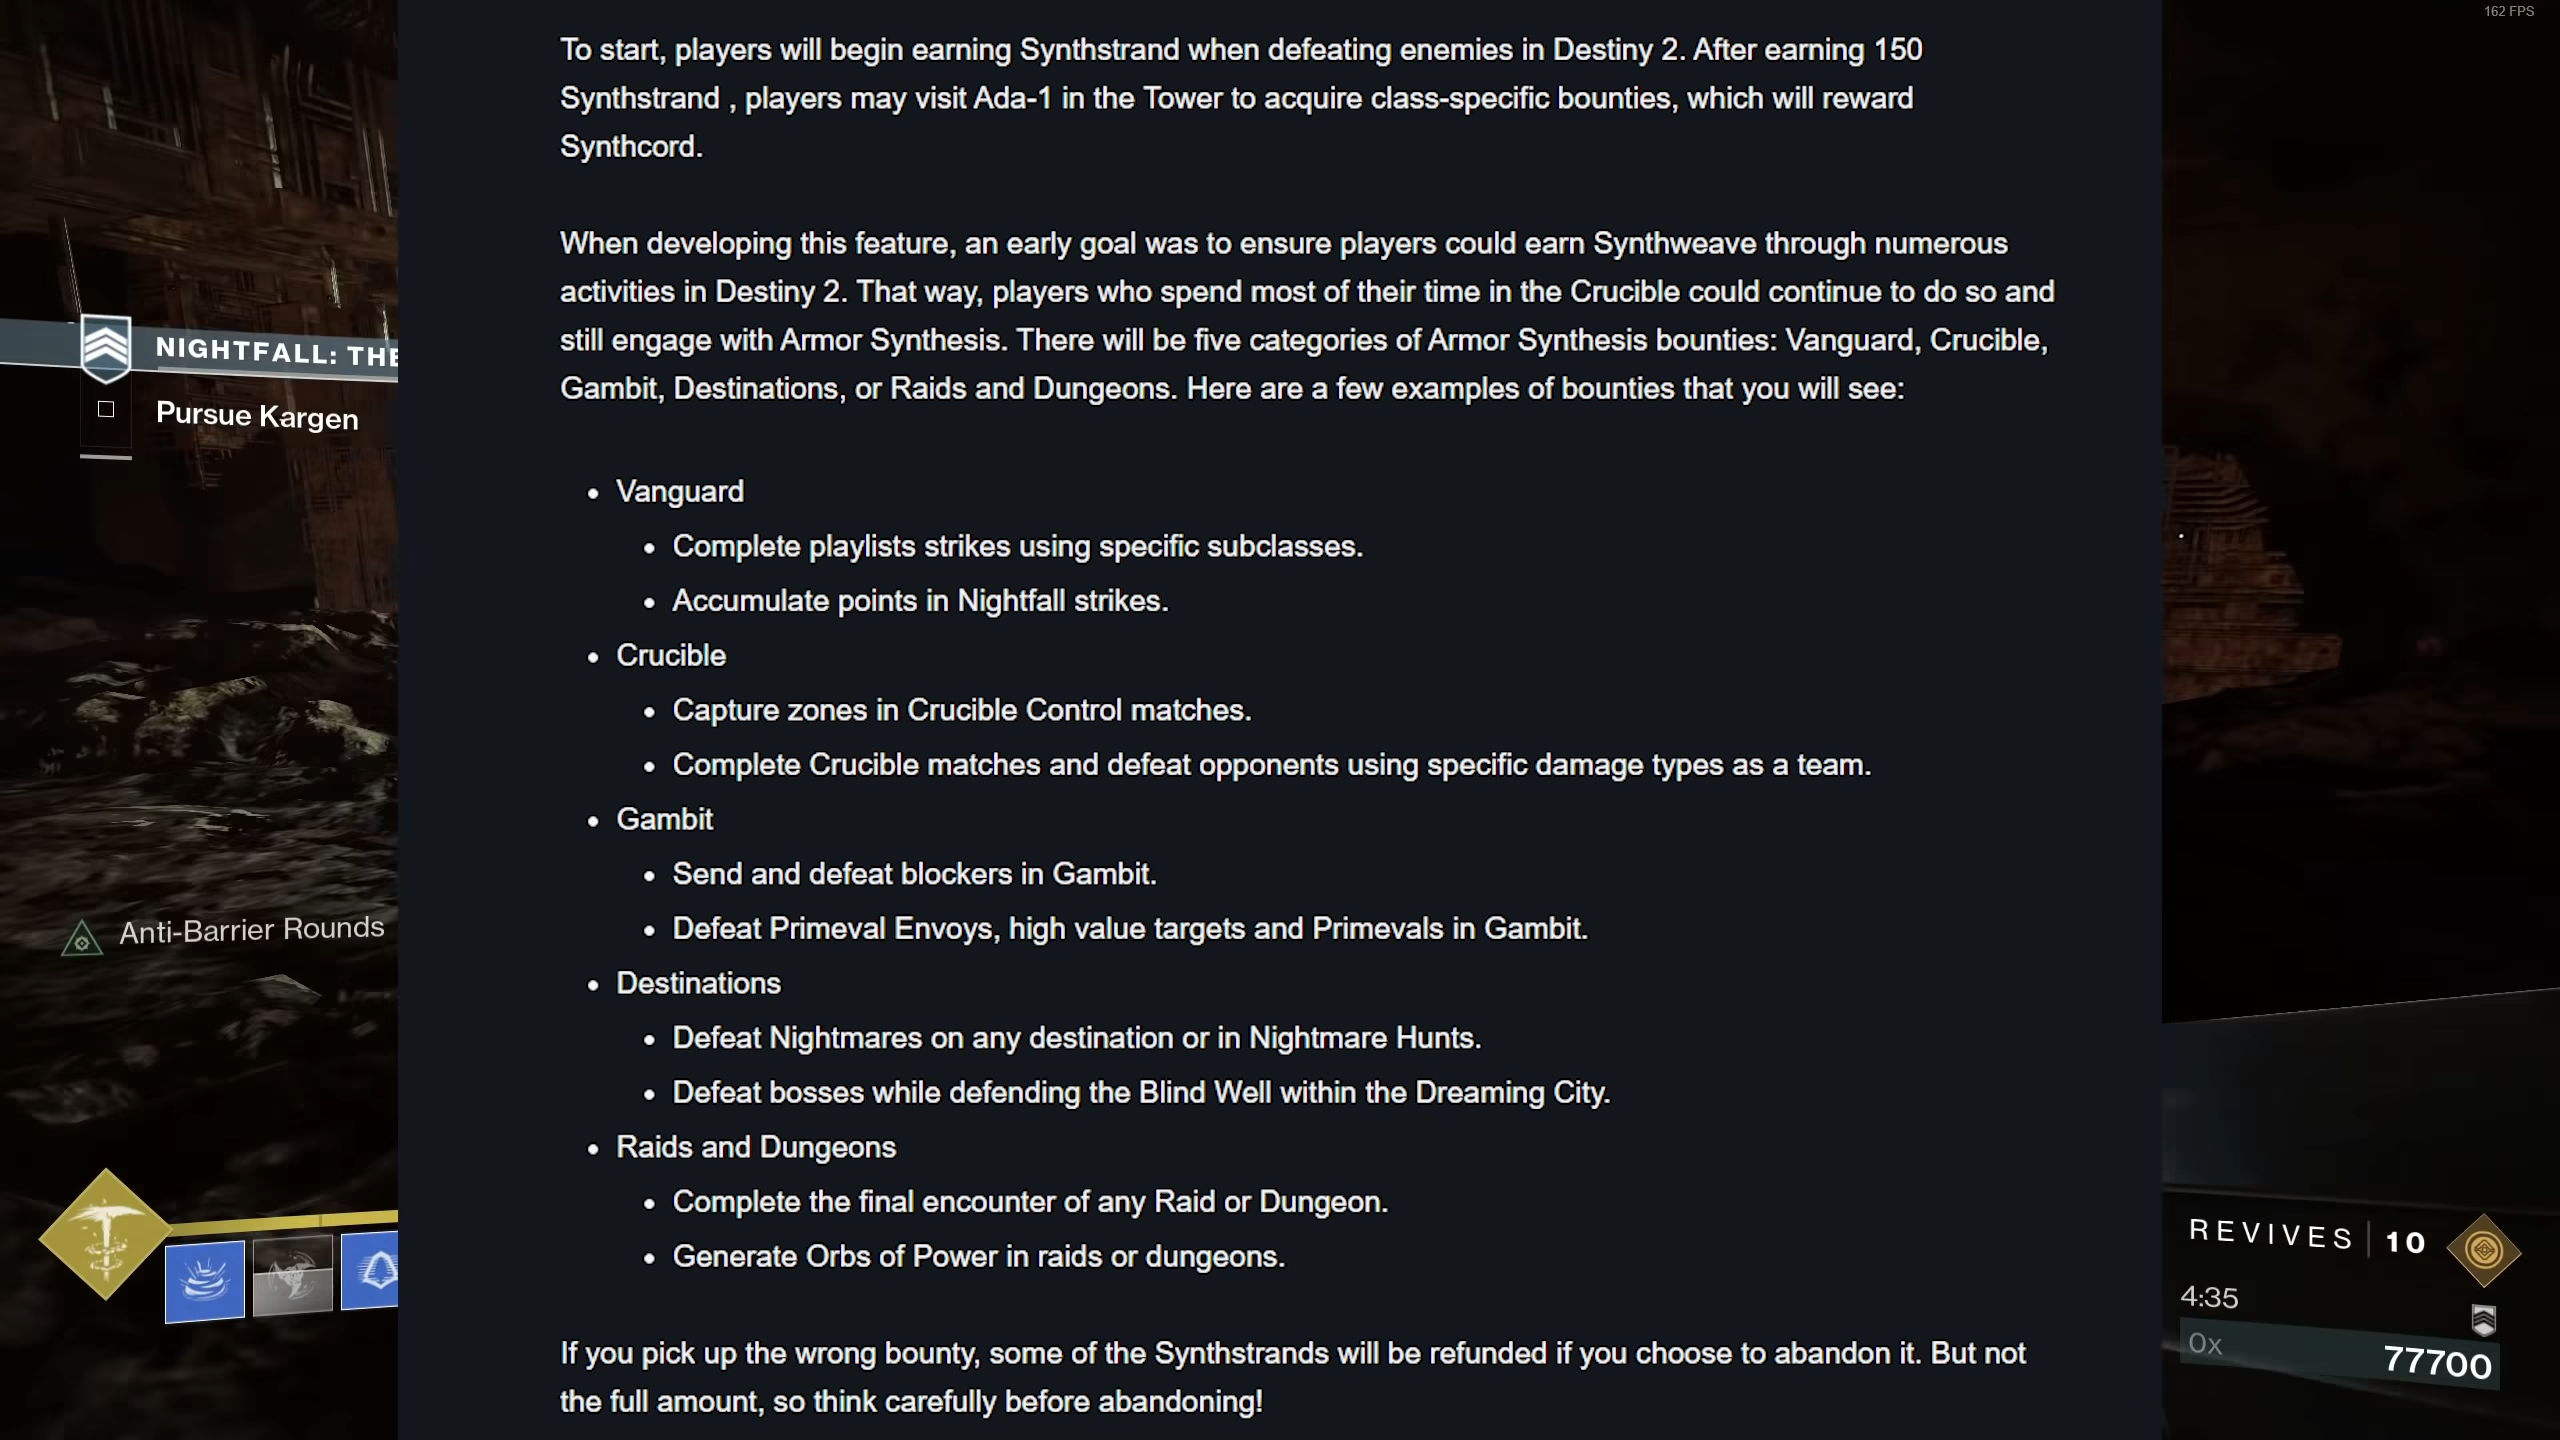 162 FPS
To start, players will begin earning Synthstrand when defeating enemies in Destiny 2. After earning 150
Synthstrand , players may visit Ada-1 in the Tower to acquire class-specific bounties, which will reward
Synthcord.
When developing this feature, an early goal was to ensure players could earn Synthweave through numerous
activities in Destiny 2. That way, players who spend most of their time in the Crucible could continue to do so and
still engage with Armor Synthesis. There will be five categories of Armor Synthesis bounties: Vanguard, Crucible,
Gambit, Destinations, or Raids and Dungeons. Here are a few examples of bounties that you will see:
NIGHTFALL: THE
Pursue Kargen
• Vanguard
• Complete playlists strikes using specific subclasses.
• Accumulate points in Nightfall strikes.
• Crucible
• Capture zones in Crucible Control matches.
• Complete Crucible matches and defeat opponents using specific damage types as a team.
• Gambit
• Send and defeat blockers in Gambit.
• Defeat Primeval Envoys, high value targets and Primevals in Gambit.
Anti-Barrier Rounds
• Destinations
• Defeat Nightmares on any destination or in Nightmare Hunts.
• Defeat bosses while defending the Blind Well within the Dreaming City.
• Raids and Dungeons
• Complete the final encounter of any Raid or Dungeon.
• Generate Orbs of Power in raids or dungeons.
If you pick up the wrong bounty, some of the Synthstrands will be refunded if you choose to abandon it. But not
the full amount, so think carefully before abandoning!
REVIVES | 10
4:35
0x
77700